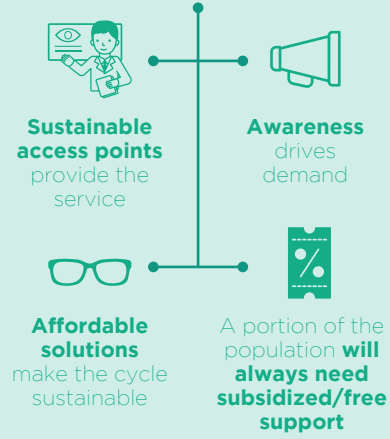 Sustainable
access points
provide the
service
Awareness
drives
demand
Affordable
solutions
make the cycle
sustainable
%
A portion of the
population will
always need
subsidized/free
support